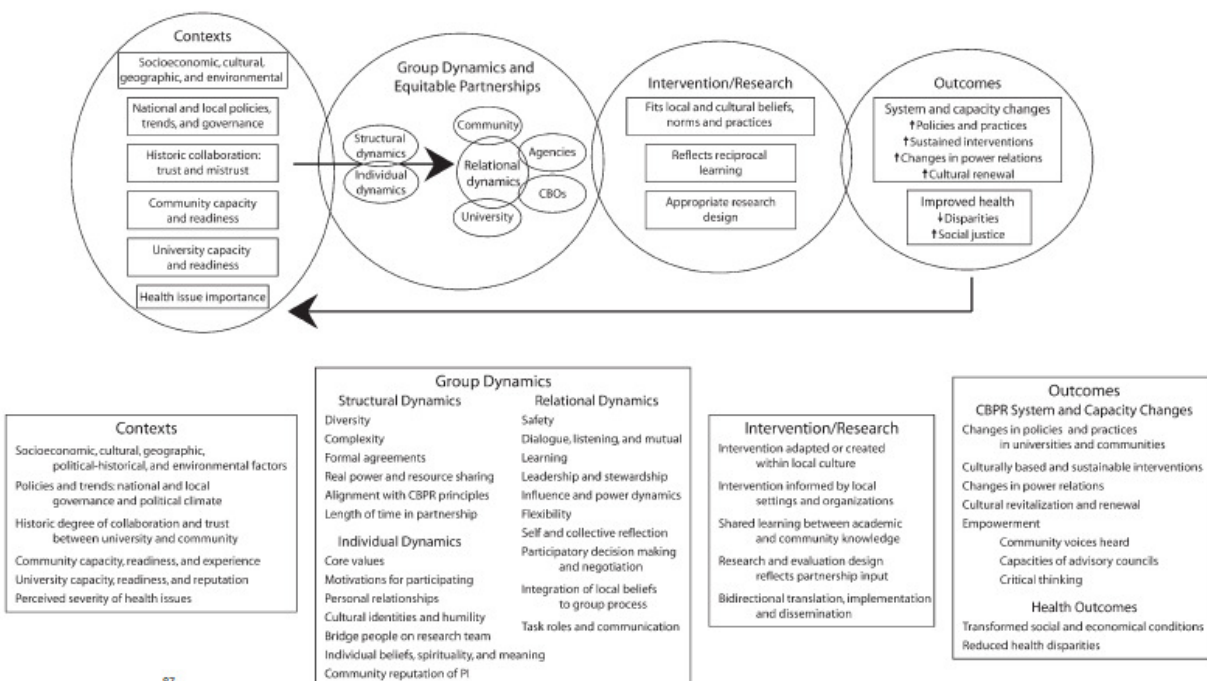 Contexts
Socioeconomic, cultural,
geographic, and environmental
National and local policies,
trends, and governance
Historic collaboration:
trust and mistrust
Community capacity
and readiness
University capacity
and readiness
Health issue importance
Group Dynamics and
Equitable Partnerships
Structural
dynamics
Individual
dynamics
Community
Agencies
Relational
dynamics
CBOs
University
Intervention/Research
Fits local and cultural beliefs,
norms and practices
Reflects reciprocal
learning
Appropriate research
design
Outcomes
System and capacity changes
↑Policies and practices
↑Sustained interventions
↑Changes in power relations
↑Cultural renewal
Improved health
↓Disparities
↑Social justice
Contexts
Socioeconomic, cultural, geographic,
political-historical, and environmental factors
Policies and trends: national and local
governance and political climate
Historic degree of collaboration and trust
between university and community
Community capacity, readiness, and experience
University capacity, readiness, and reputation
Perceived severity of health issues
Group Dynamics
Structural Dynamics
Diversity
Complexity
Formal agreements
Real power and resource sharing
Alignment with CBPR principles
Length of time in partnership
Individual Dynamics
Core values
Motivations for participating
Personal relationships
Cultural identities and humility
Bridge people on research team
Individual beliefs, spirituality, and meaning
Community reputation of PI
Relational Dynamics
Safety
Dialogue, listening, and mutual
Learning
Leadership and stewardship
Influence and power dynamics
Flexibility
Self and collective reflection
Participatory decision making
and negotiation
Integration of local beliefs
to group process
Task roles and communication
Intervention/Research
Intervention adapted or created
within local culture
Intervention informed by local
settings and organizations
Shared learning between academic
and community knowledge
Research and evaluation design
reflects partnership input
Bidirectional translation, implementation
and dissemination
Outcomes
CBPR System and Capacity Changes
Changes in policies and practices
in universities and communities
Culturally based and sustainable interventions
Changes in power relations
Cultural revitalization and renewal
Empowerment
Community voices heard
Capacities of advisory councils
Critical thinking
Health Outcomes
Transformed social and economical conditions
Reduced health disparities